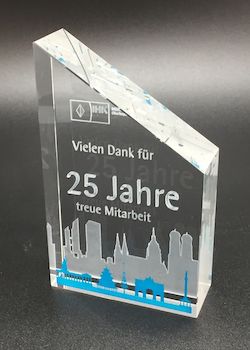 IHK
Vielen Dank für
25 Jahre
treue Mitarbeit